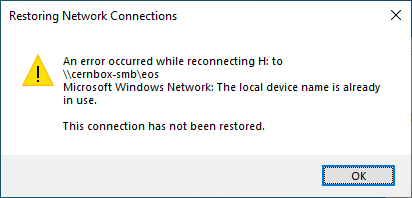 Restoring Network Connections
An error occurred while reconnecting H: to
\\cernbox-smb\eos
Microsoft Windows Network: The local device name is already
in use.
This connection has not been restored.
OK